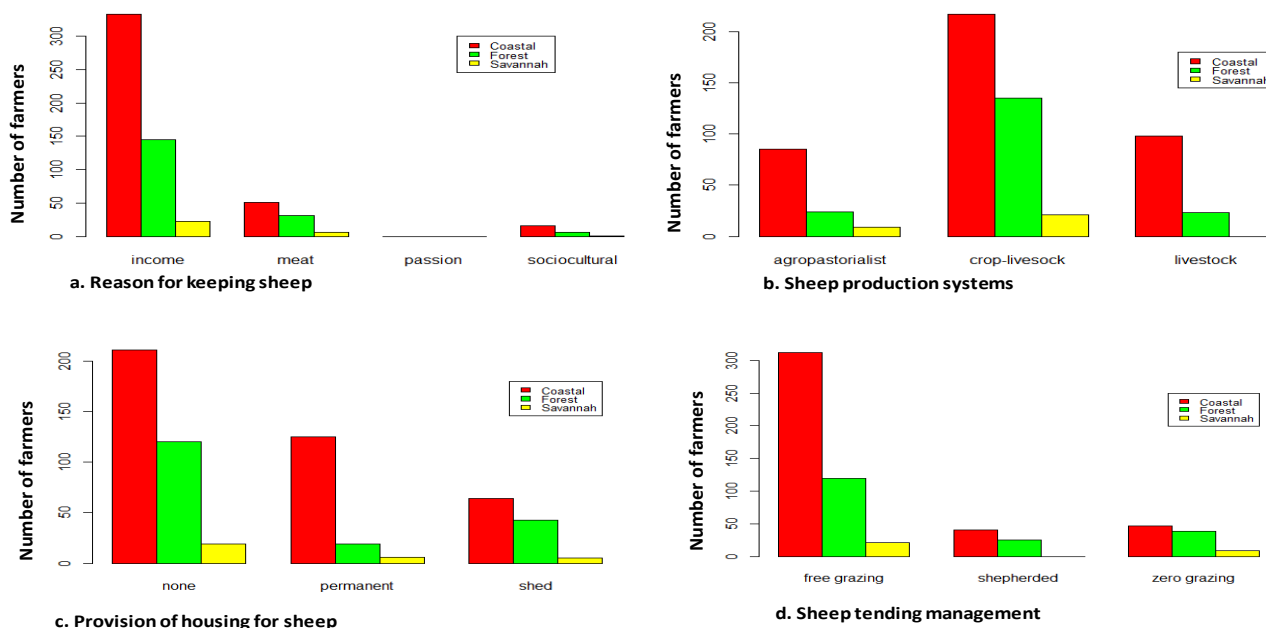 Number of farmers
300
250
200
150
100
50
0
Coastal
Forest
Savannah
income meat passion sociocultural
a. Reason for keeping sheep
Number of farmers
200
150
100
50
0
Coastal
Forest
Savannah
agropastorialist crop-livesock livestock
b. Sheep production systems
Number of farmers
200
150
100
50
0
Coastal
Forest
Savannah
none permanent shed
c. Provision of housing for sheep
Number of farmers
300
250
200
150
100
50
0
Coastal
Forest
Savannah
free grazing shepherded zero grazing
d. Sheep tending management